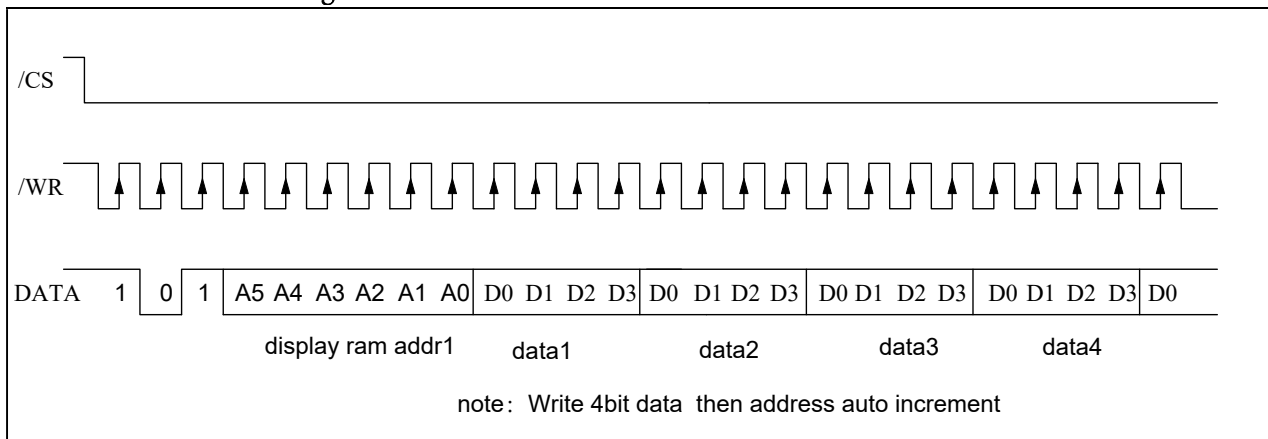 /CS
/WR
DATA 1 0 1 A5 A4 A3 A2 A1 A0 D0 D1 D2 D3 D0 D1 D2 D3 D0 D1 D2 D3 D0 D1 D2 D3 D0
display ram addr1 data1 data2 data3 data4
note: Write 4bit data then address auto increment